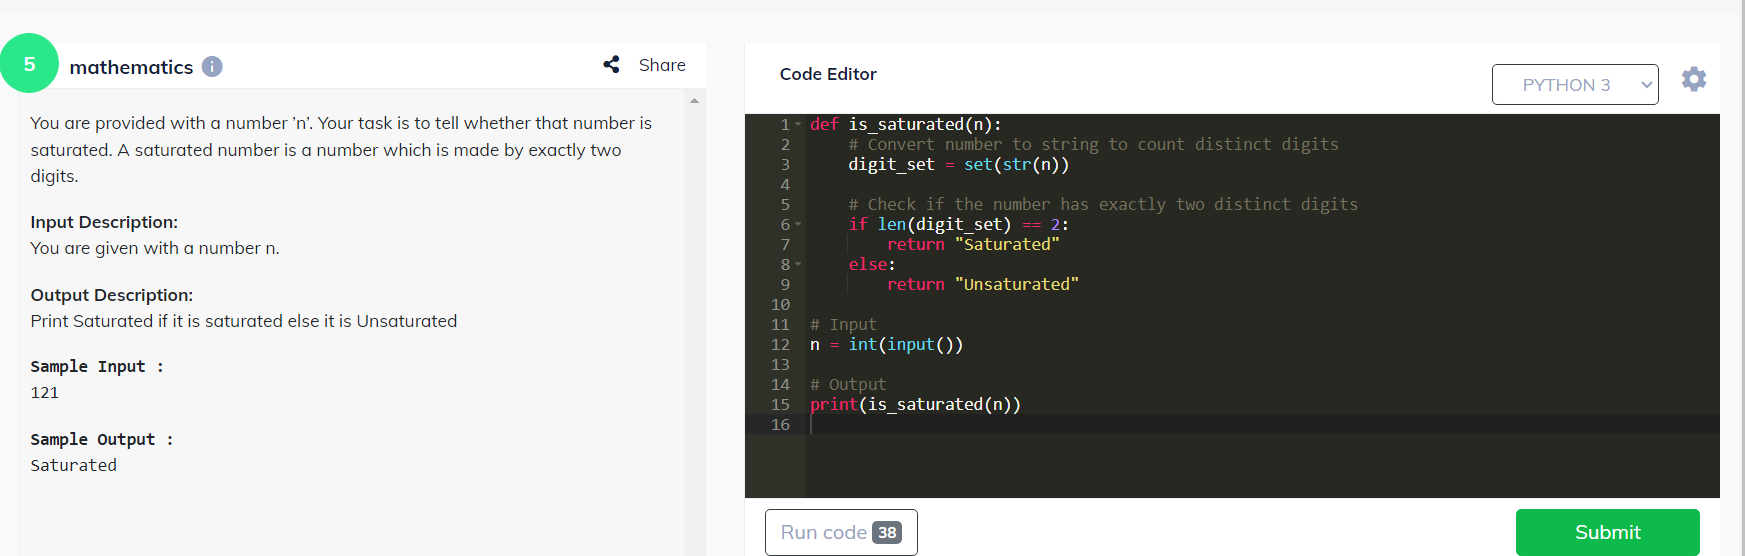 5
mathematics i
Share
You are provided with a number 'n'. Your task is to tell whether that number is
saturated. A saturated number is a number which is made by exactly two
digits.
Input Description:
You are given with a number n.
Output Description:
Print Saturated if it is saturated else it is Unsaturated
Sample Input :
121
Sample Output :
Saturated
Code Editor
PYTHON 3
1 def is_saturated(n):
2     # Convert number to string to count distinct digits
3     digit_set = set(str(n))
4
5     # Check if the number has exactly two distinct digits
6     if len(digit_set) == 2:
7         return "Saturated"
8     else:
9         return "Unsaturated"
10
11 # Input
12 n = int(input())
13
14 # Output
15 print(is_saturated(n))
16
Run code 38
Submit